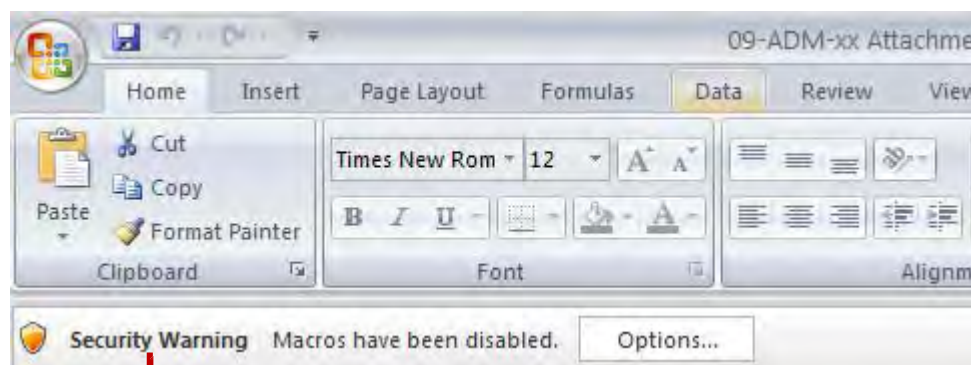 09-ADM-xx Attachme
Home Insert Page Layout Formulas Data Review View
Cut
Copy
Paste
Format Painter
Clipboard
Times New Rom 12 A A
B I U A
Font
Alignm
Security Warning Macros have been disabled. Options...